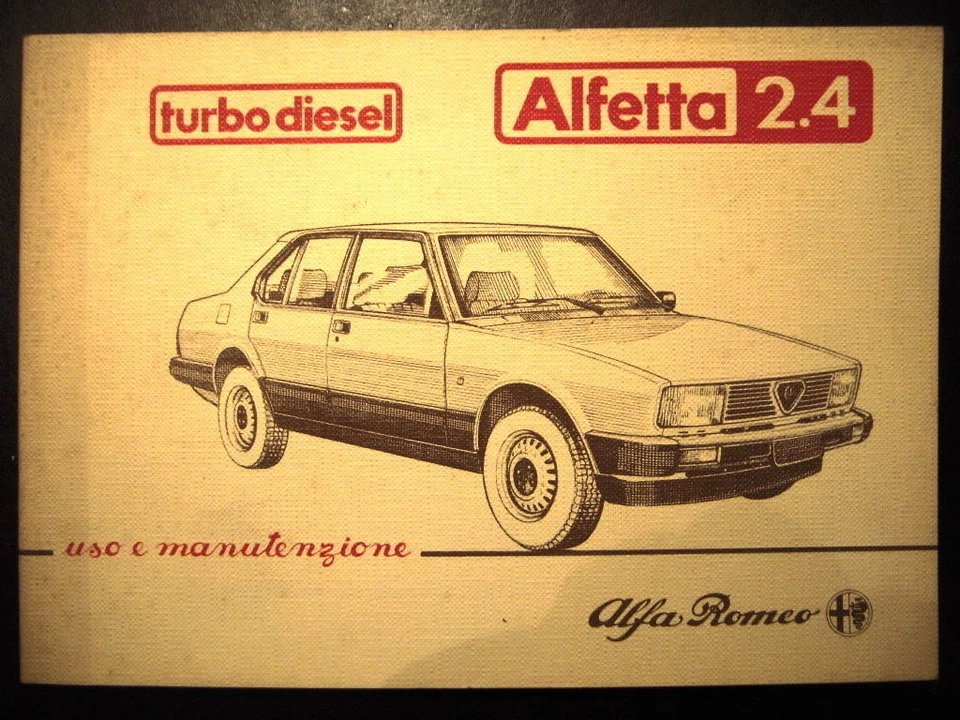 turbo diesel
Alfetta 2.4
uso e manutenzione
Alfa Romeo